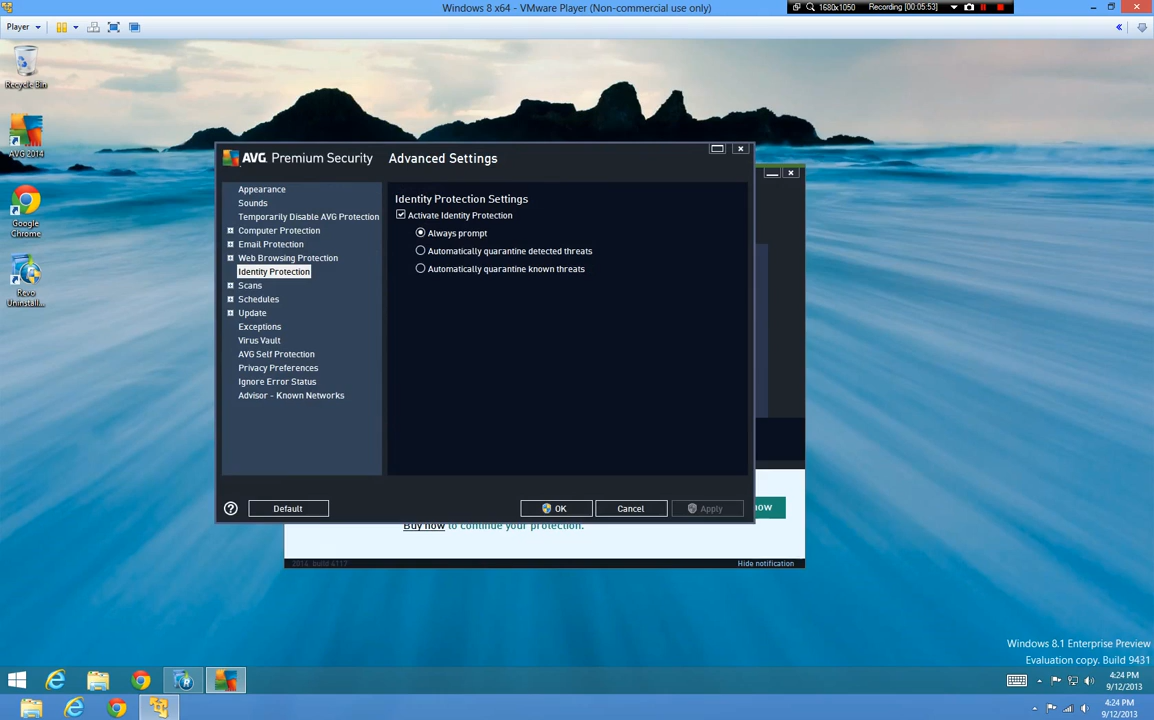 Windows 8 x64 - VMware Player (Non-commercial use only)
1680x1050
Recording [00:05:53]
Player
Recycle Bin
AVG 2014
Google
Chrome
Revo
Uninstall...
AVG Premium Security
Advanced Settings
Appearance
Sounds
Temporarily Disable AVG Protection
Computer Protection
Email Protection
Web Browsing Protection
Identity Protection
Scans
Schedules
Update
Exceptions
Virus Vault
AVG Self Protection
Privacy Preferences
Ignore Error Status
Advisor - Known Networks
Identity Protection Settings
Activate Identity Protection
Always prompt
Automatically quarantine detected threats
Automatically quarantine known threats
?
Default
OK
Cancel
Apply
now
Buy now to continue your protection.
2014. build 4117
Hide notification
Windows 8.1 Enterprise Preview
Evaluation copy. Build 9431
4:24 PM
9/12/2013
4:24 PM
9/12/2013